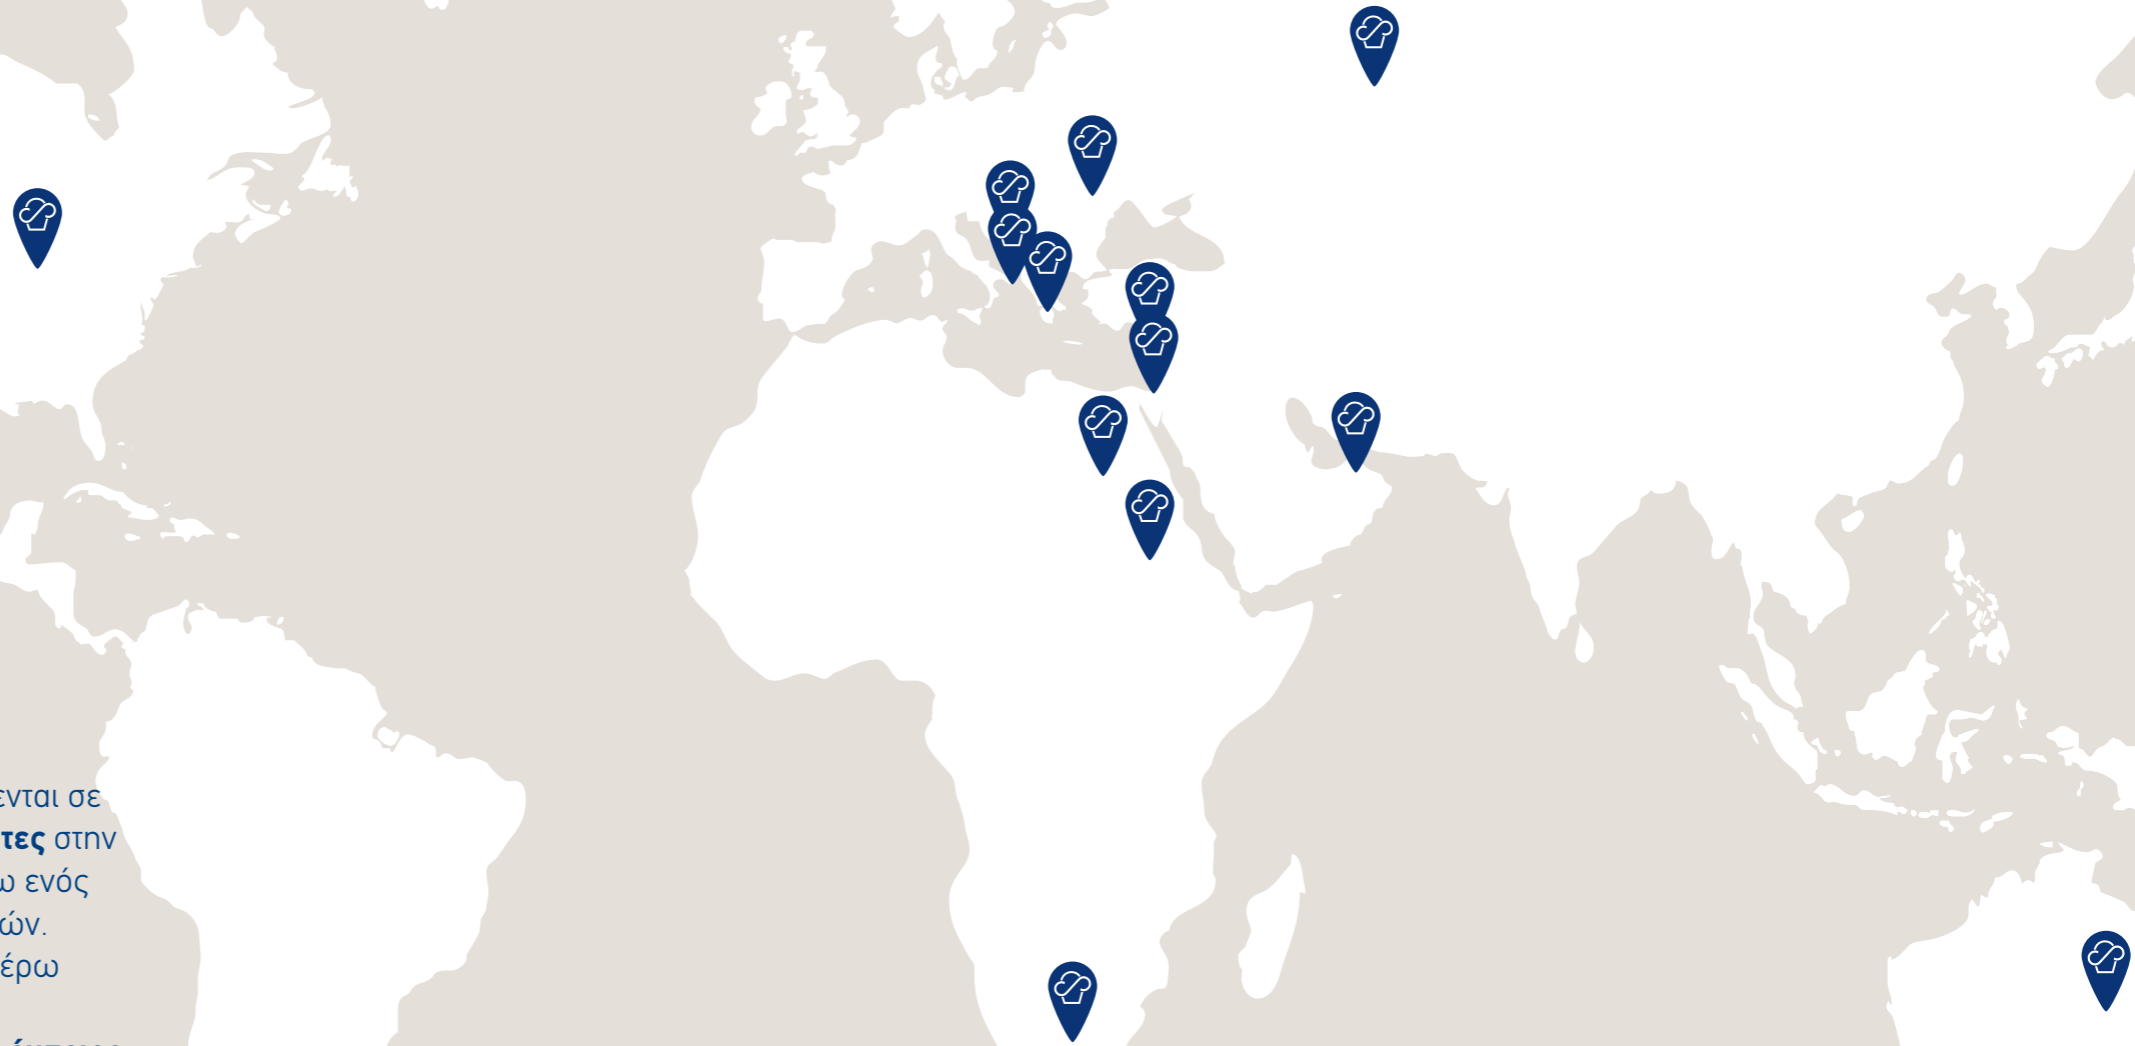 ενται σε
τες στην
ω ενός
ών.
έρω